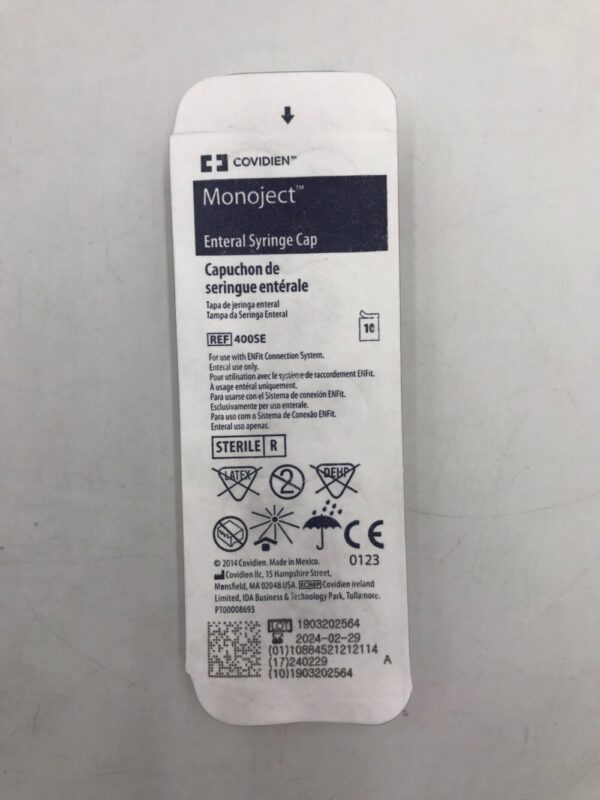 COVIDIEN™
Monoject™
Enteral Syringe Cap
Capuchon de
seringue entérale
Tapa de jeringa enteral
Tampa da Seringa Enteral
REF 400SE
10
For use with ENFit Connection System.
Enteral use only.
Pour utilisation avec le système de raccordement ENFit.
À usage entéral uniquement.
Para usarse con el Sistema de conexión ENFit.
Esclusivamente per uso enterale.
Para uso com o Sistema de Conexão ENFit.
Enteral uso apenas.
STERILE R
LATEX 2 DEHP
CE
0123
© 2014 Covidien. Made in Mexico.
Covidien llc, 15 Hampshire Street,
Mansfield, MA 02048 USA. EC REP Covidien Ireland
Limited, IDA Business & Technology Park, Tullamore.
PT00008693
LOT 1903202564
2024-02-29
(01)10884521212114
(17)240229 A
(10)1903202564